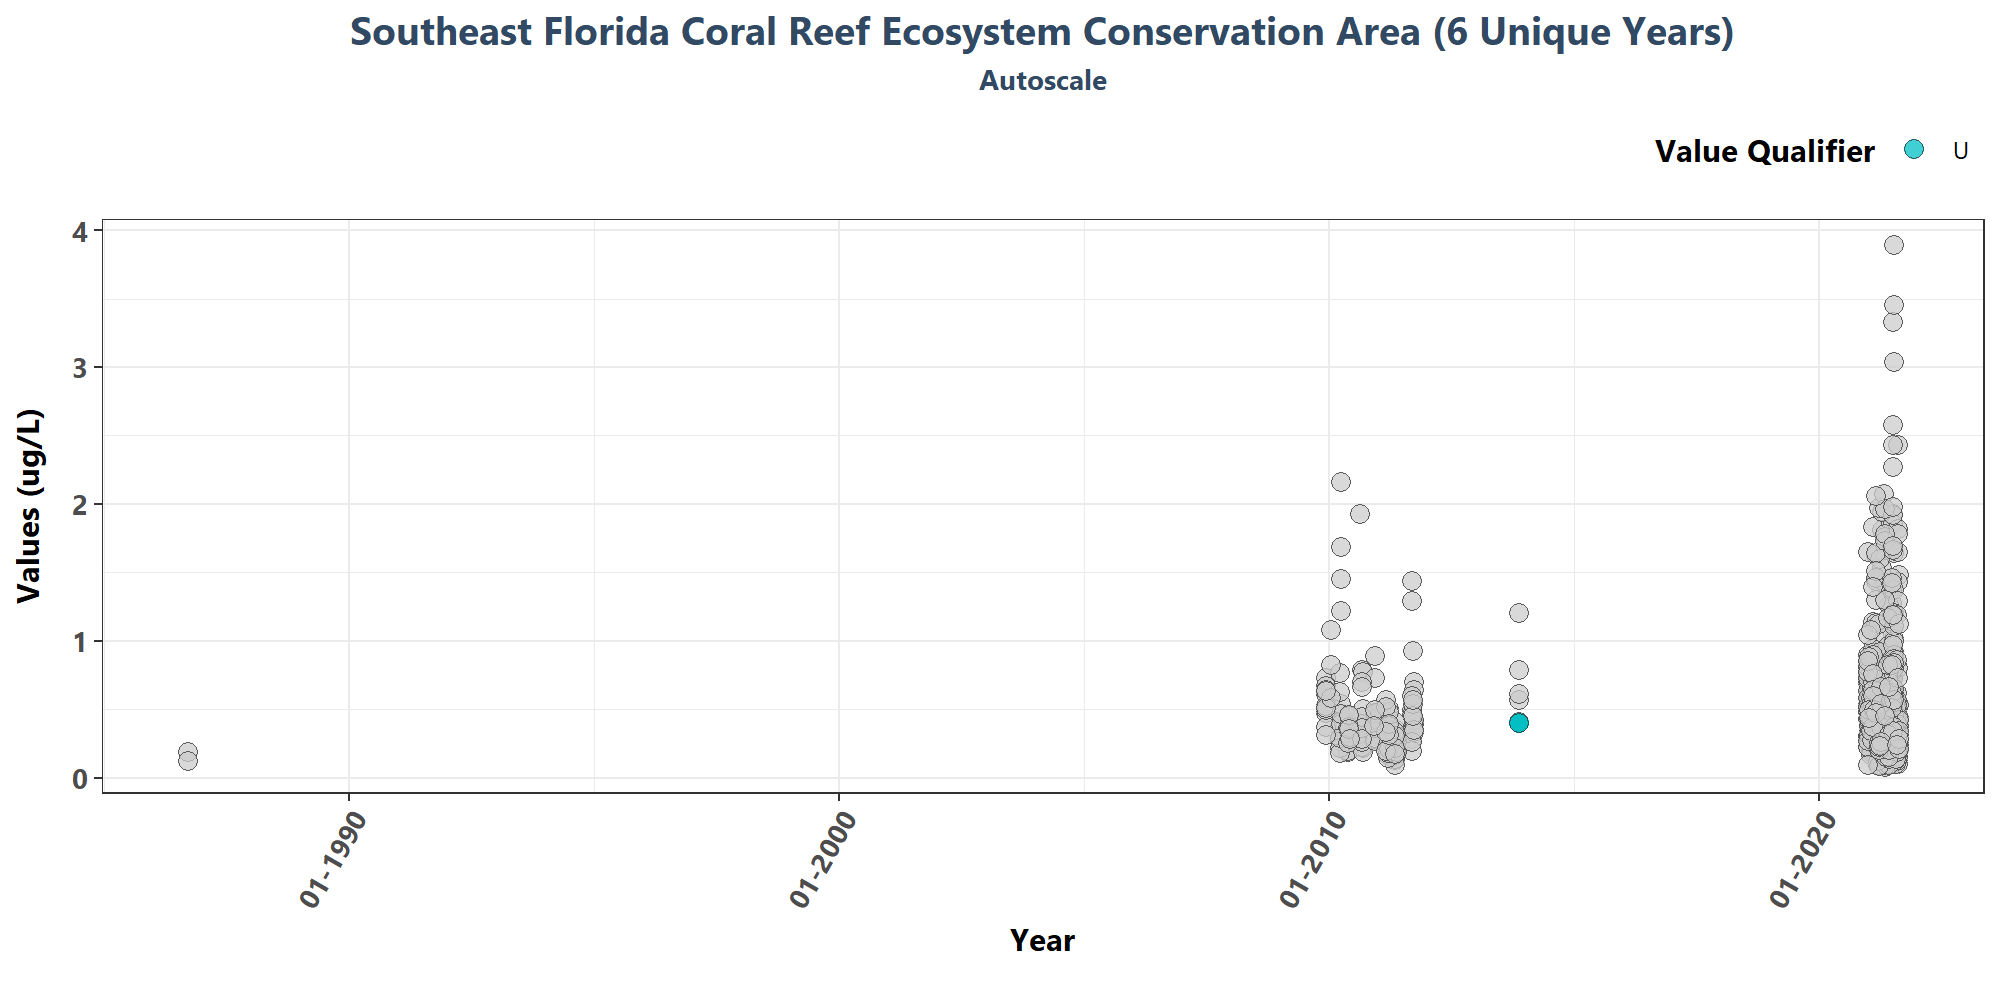 Southeast Florida Coral Reef Ecosystem Conservation Area (6 Unique Years)
Autoscale
Value Qualifier U
Values (ug/L)
4
3
2
1
0
01-1990
01-2000
01-2010
01-2020
Year